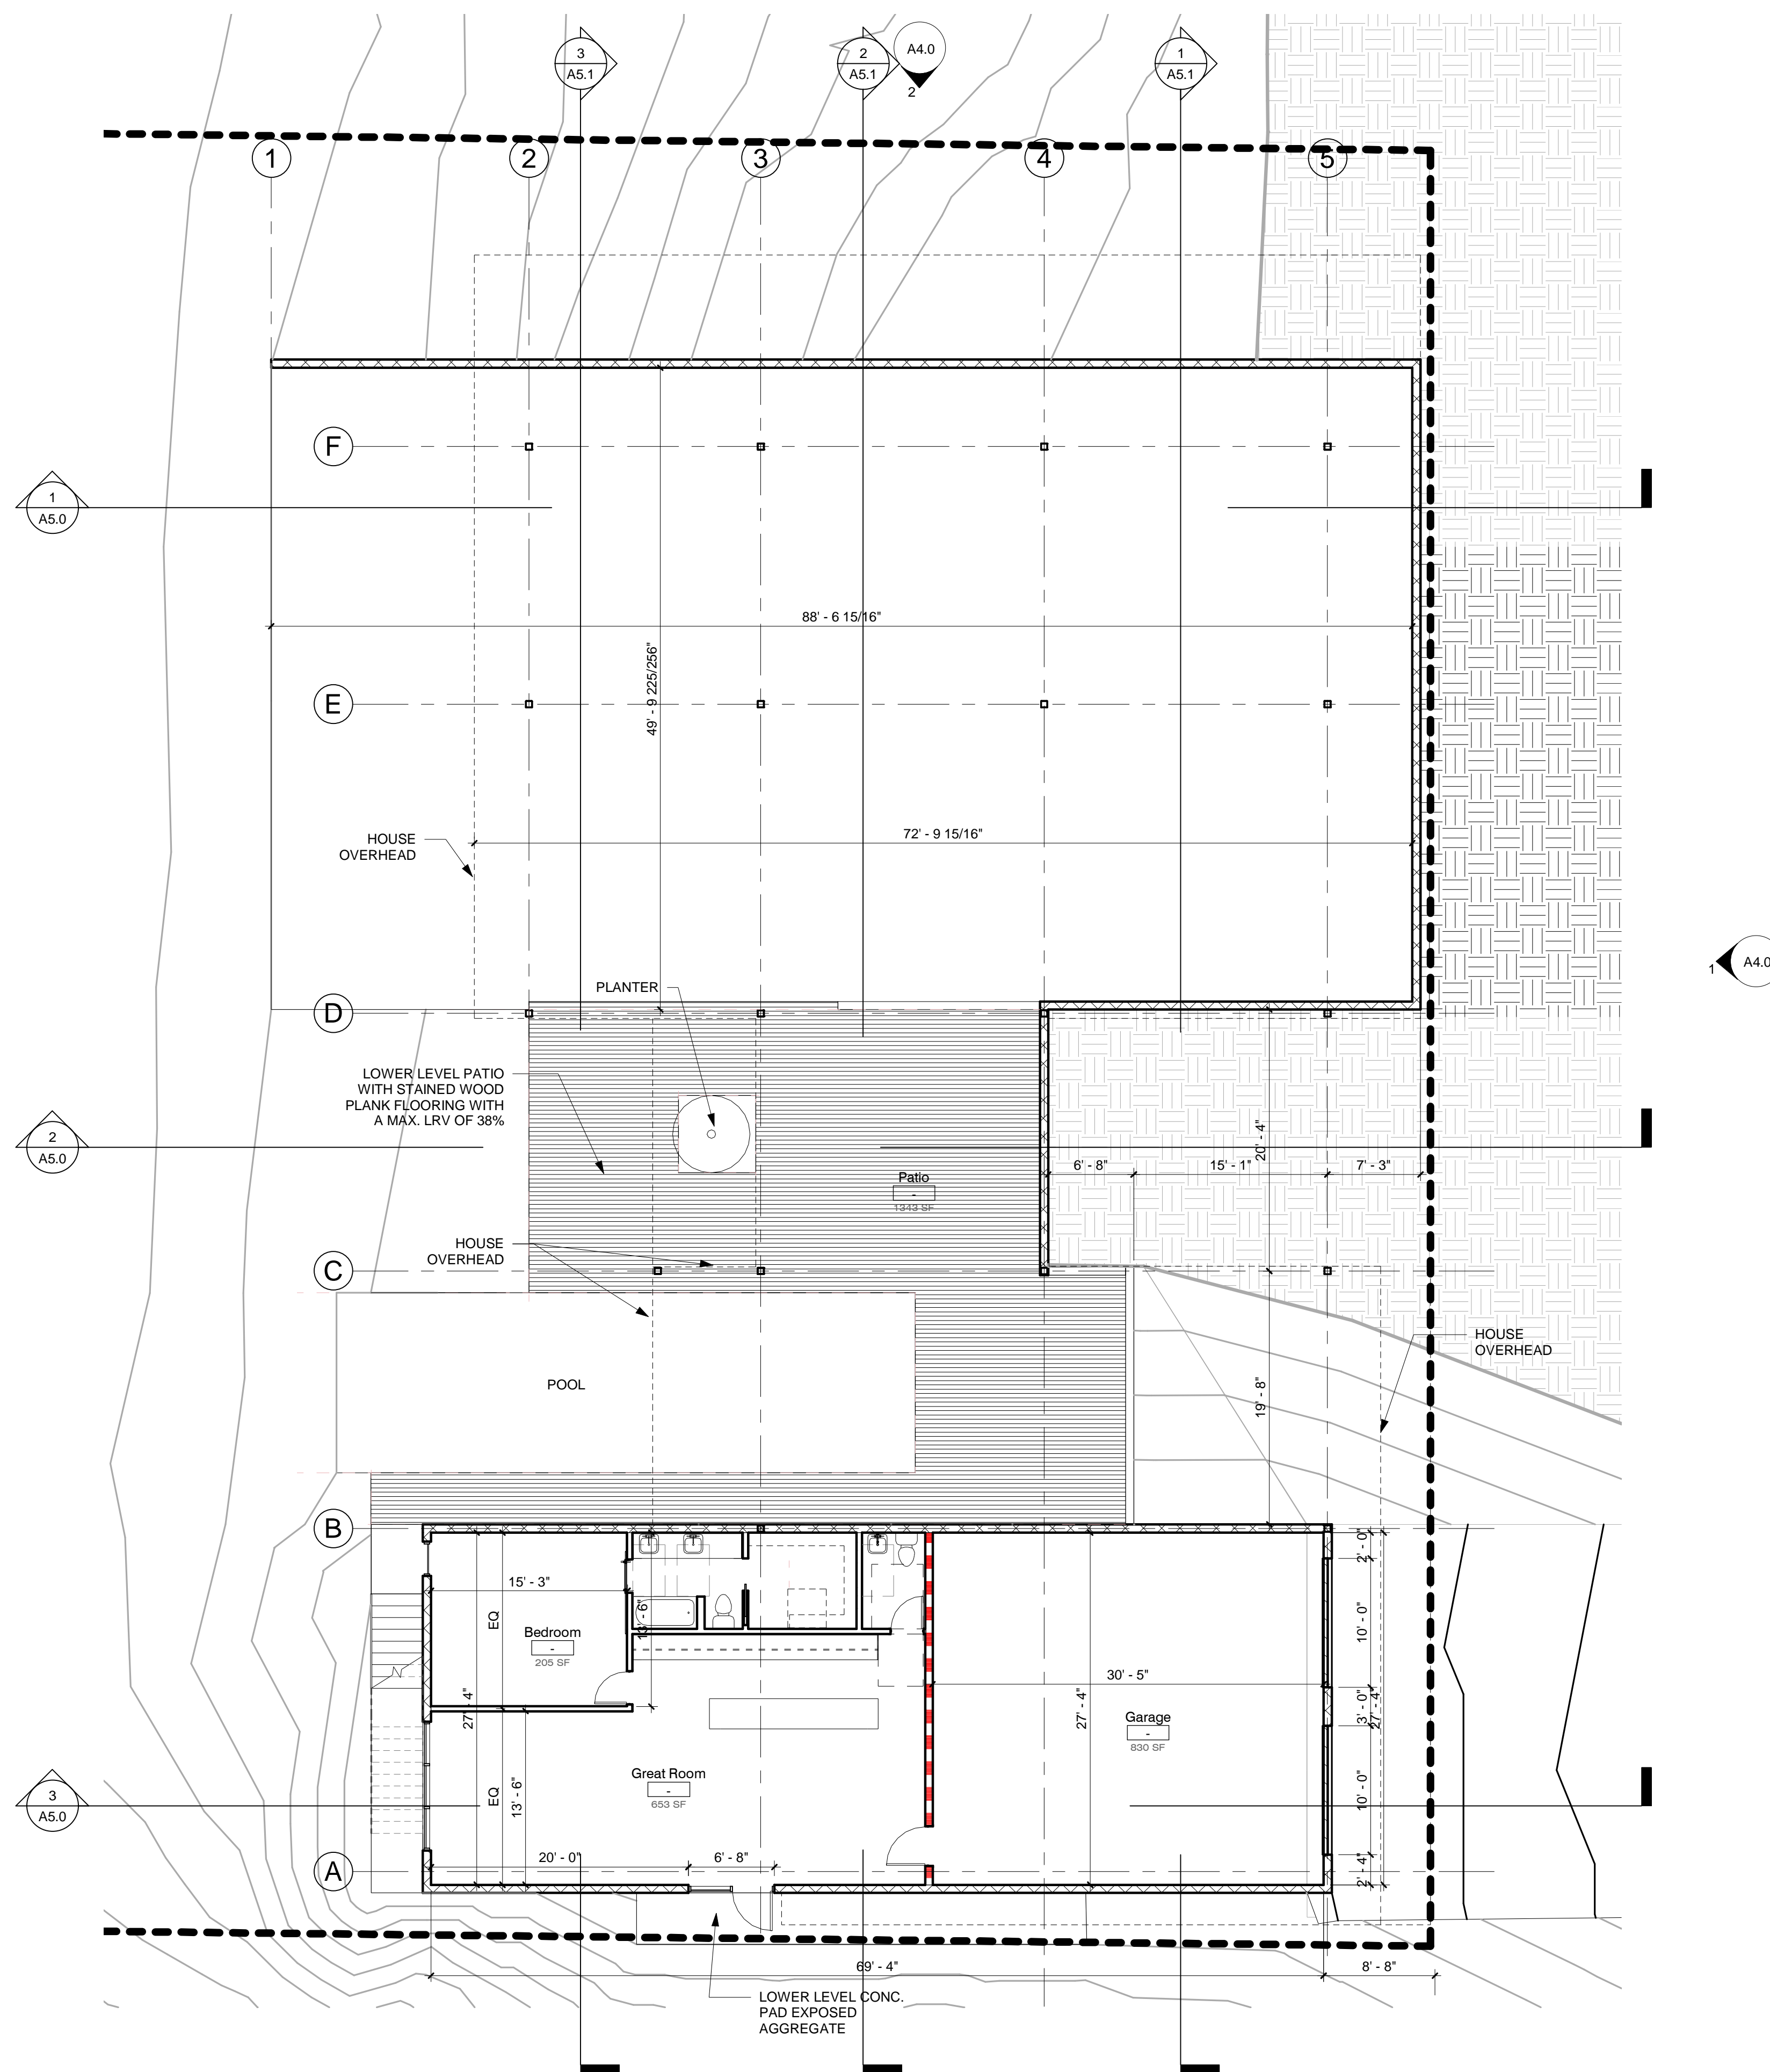 3
A5.1
2
A5.1
A4.0
2
1
A5.1
1
2
3
4
5
F
1
A5.0
88' - 6 15/16"
49' - 9 225/256"
E
HOUSE
OVERHEAD
72' - 9 15/16"
1
A4.0
PLANTER
D
LOWER LEVEL PATIO
WITH STAINED WOOD
PLANK FLOORING WITH
A MAX. LRV OF 38%
2
A5.0
20' - 4"
6' - 8"
15' - 1"
7' - 3"
Patio
-
1343 SF
HOUSE
OVERHEAD
C
HOUSE
OVERHEAD
POOL
19' - 8"
B
2' - 0"
15' - 3"
13' - 6"
EQ
10' - 0"
Bedroom
-
205 SF
30' - 5"
27' - 4"
27' - 4"
3' - 0"
27' - 4"
Garage
-
830 SF
Great Room
-
653 SF
EQ
13' - 6"
10' - 0"
3
A5.0
A
20' - 0"
6' - 8"
2' - 4"
69' - 4"
8' - 8"
LOWER LEVEL CONC.
PAD EXPOSED
AGGREGATE